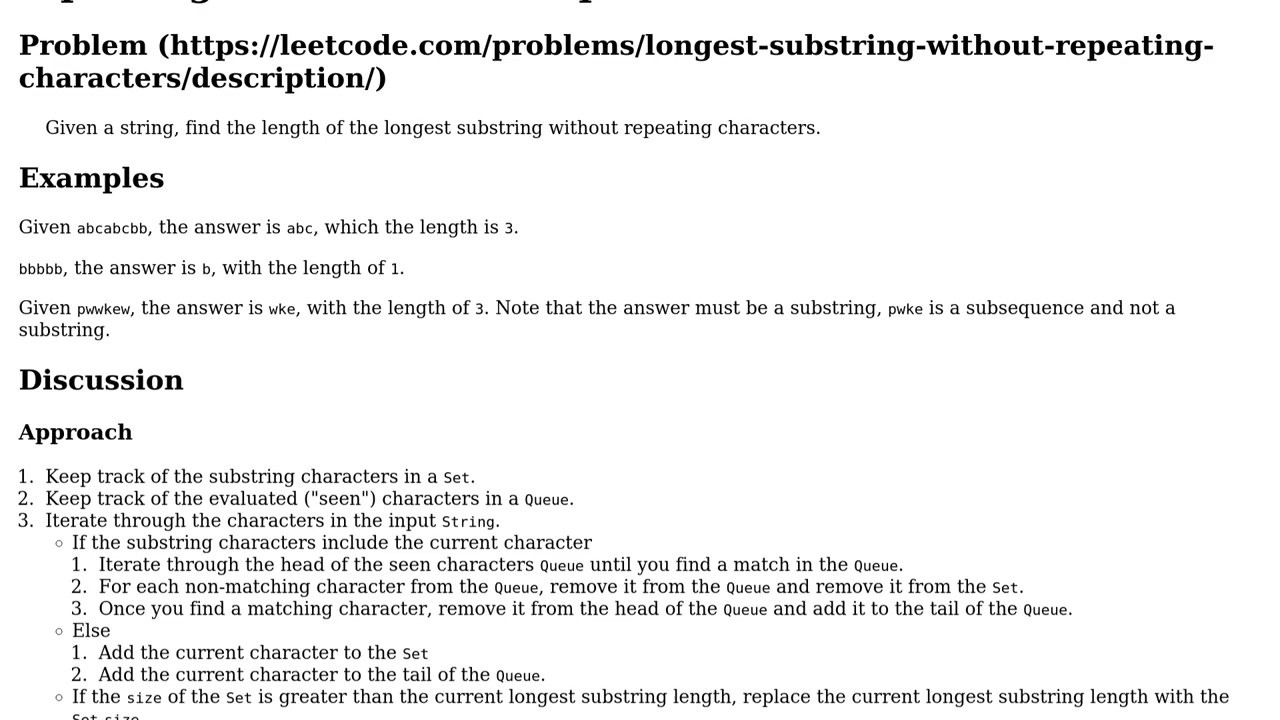 Problem (https://leetcode.com/problems/longest-substring-without-repeating-
characters/description/)
Given a string, find the length of the longest substring without repeating characters.
Examples
Given abcabcbb, the answer is abc, which the length is 3.
bbbbb, the answer is b, with the length of 1.
Given pwwkew, the answer is wke, with the length of 3. Note that the answer must be a substring, pwke is a subsequence and not a
substring.
Discussion
Approach
1. Keep track of the substring characters in a Set.
2. Keep track of the evaluated ("seen") characters in a Queue.
3. Iterate through the characters in the input String.
◦ If the substring characters include the current character
1. Iterate through the head of the seen characters Queue until you find a match in the Queue.
2. For each non-matching character from the Queue, remove it from the Queue and remove it from the Set.
3. Once you find a matching character, remove it from the head of the Queue and add it to the tail of the Queue.
◦ Else
1. Add the current character to the Set
2. Add the current character to the tail of the Queue.
◦ If the size of the Set is greater than the current longest substring length, replace the current longest substring length with the
Set size